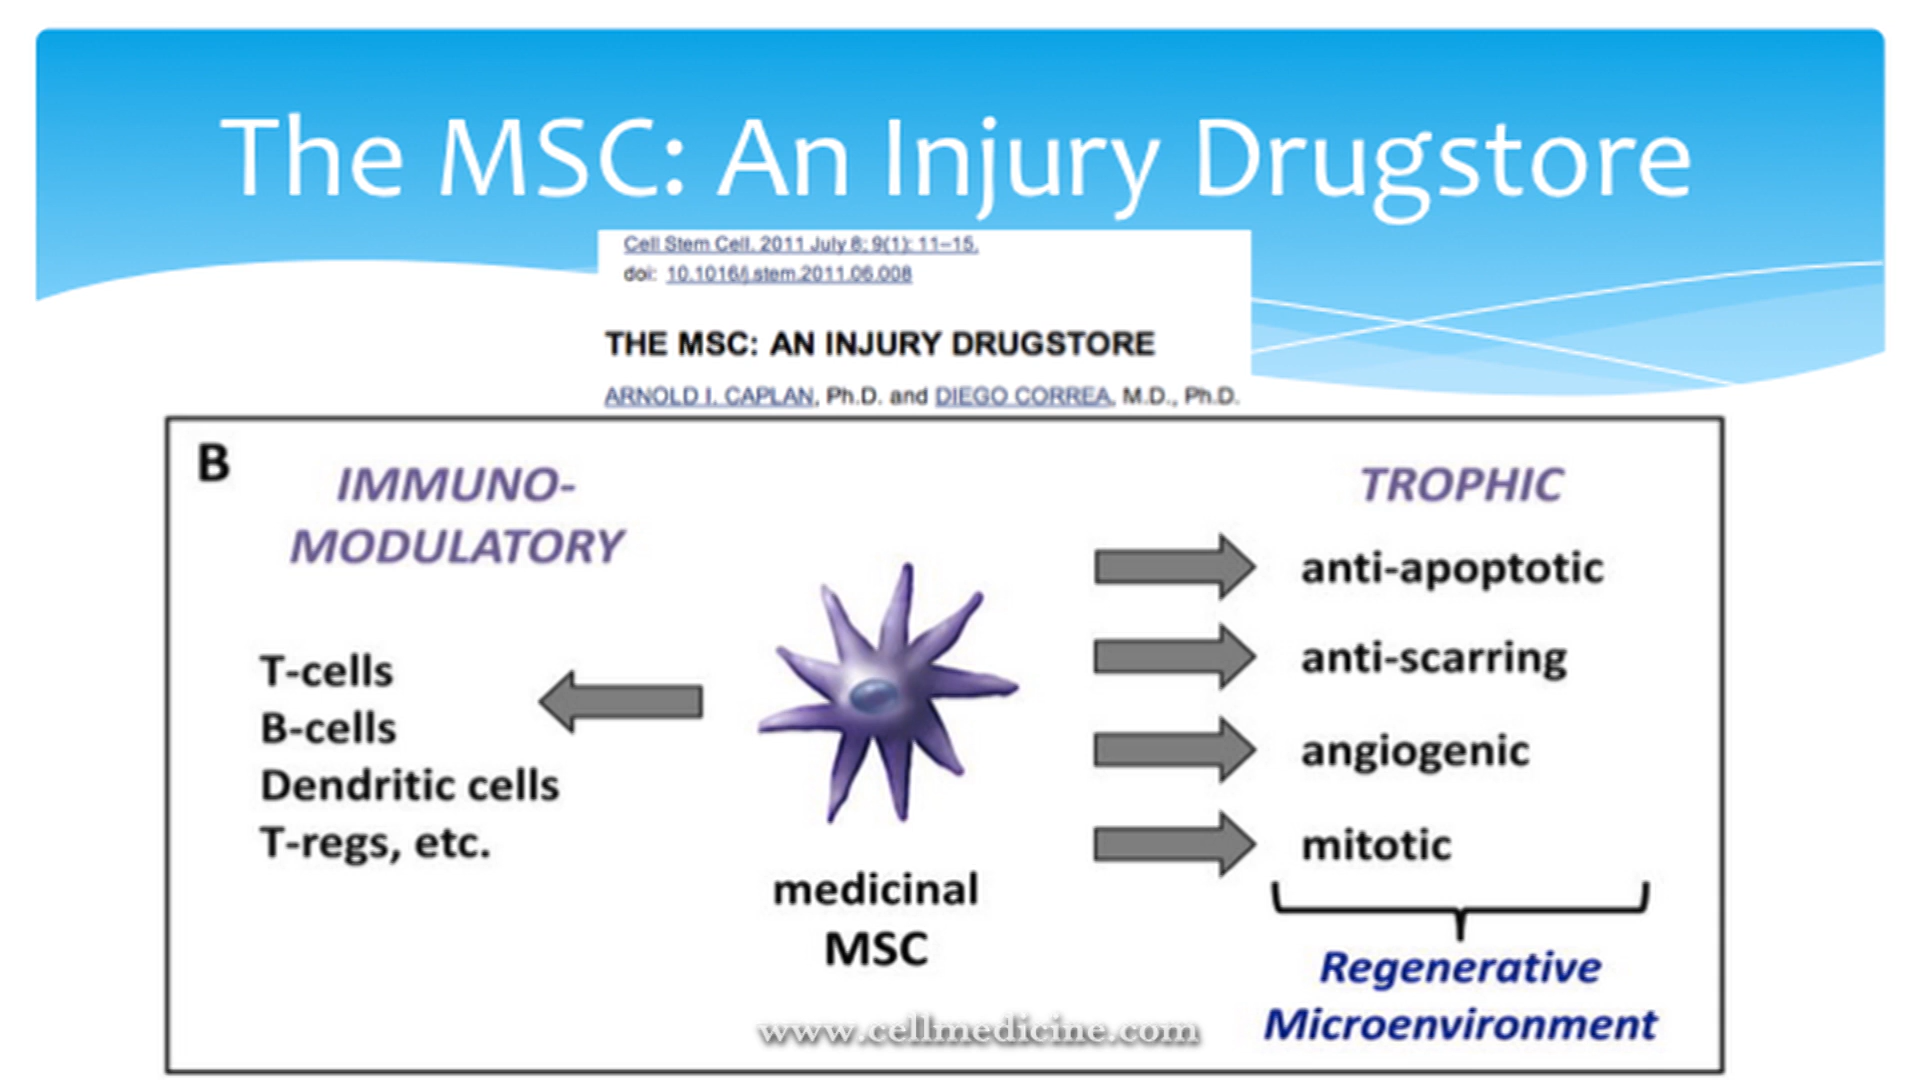 The MSC: An Injury Drugstore
Cell Stem Cell. 2011 July 8; 9(1): 11–15.
doi: 10.1016/j.stem.2011.06.008
THE MSC: AN INJURY DRUGSTORE
ARNOLD I. CAPLAN, Ph.D. and DIEGO CORREA, M.D., Ph.D.
B
IMMUNO-
MODULATORY
T-cells
B-cells
Dendritic cells
T-regs, etc.
medicinal
MSC
TROPHIC
anti-apoptotic
anti-scarring
angiogenic
mitotic
Regenerative
Microenvironment
www.cellmedicine.com